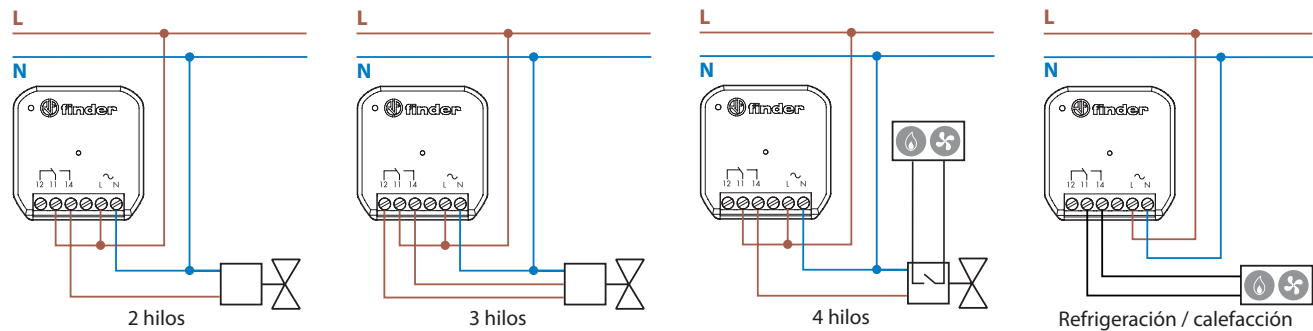 L
N
finder
12 11 14 L N
2 hilos
L
N
finder
12 11 14 L N
3 hilos
L
N
finder
12 11 14 L N
4 hilos
L
N
finder
12 11 14 L N
Refrigeración / calefacción